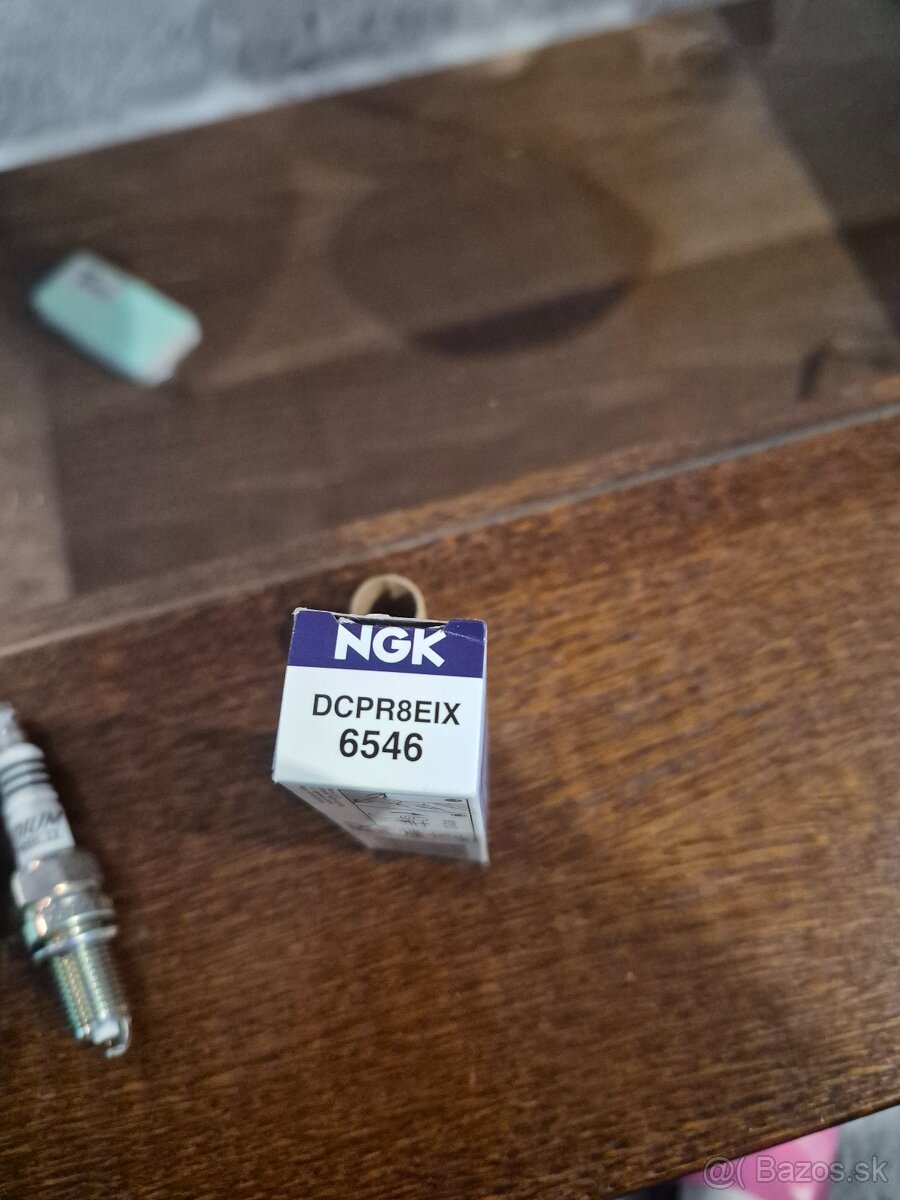 NGK
DCPR8EIX
6546
@( Bazos.sk